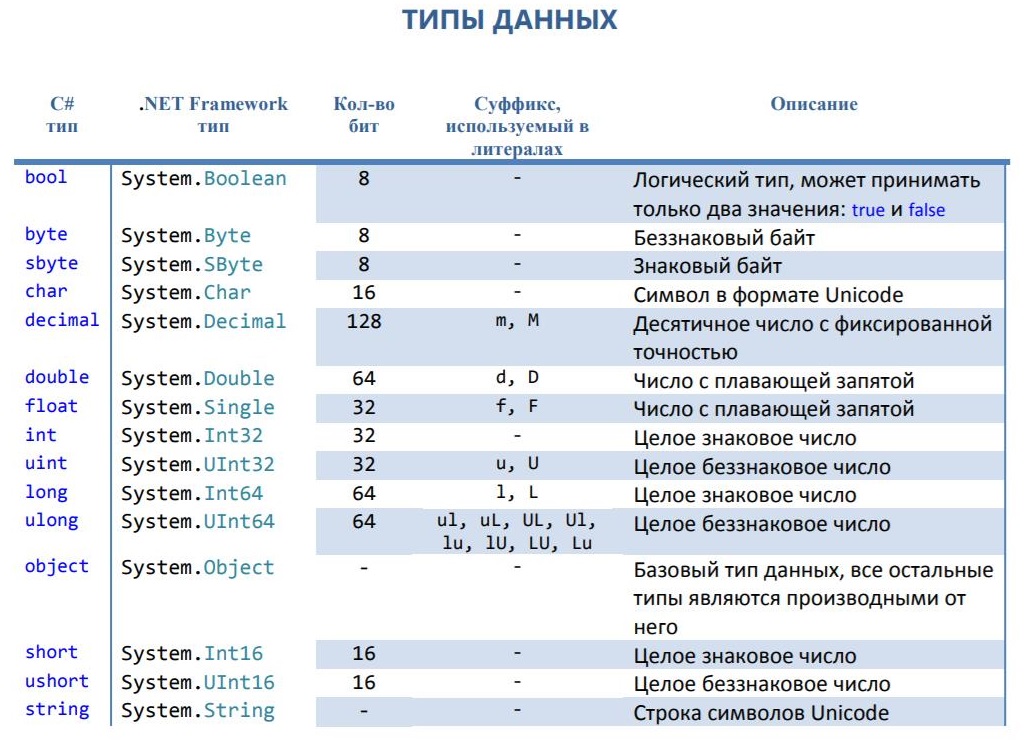 ТИПЫ ДАННЫХ
C# .NET Framework Кол-во Суффикс, Описание
тип тип бит используемый в
литералах
bool System.Boolean 8 - Логический тип, может принимать
только два значения: true и false
byte System.Byte 8 - Беззнаковый байт
sbyte System.SByte 8 - Знаковый байт
char System.Char 16 - Символ в формате Unicode
decimal System.Decimal 128 m, M Десятичное число с фиксированной
точностью
double System.Double 64 d, D Число с плавающей запятой
float System.Single 32 f, F Число с плавающей запятой
int System.Int32 32 - Целое знаковое число
uint System.UInt32 32 u, U Целое беззнаковое число
long System.Int64 64 l, L Целое знаковое число
ulong System.UInt64 64 ul, uL, UL, Ul, Целое беззнаковое число
lu, lU, LU, Lu
object System.Object - - Базовый тип данных, все остальные
типы являются производными от
него
short System.Int16 16 - Целое знаковое число
ushort System.UInt16 16 - Целое беззнаковое число
string System.String - - Строка символов Unicode